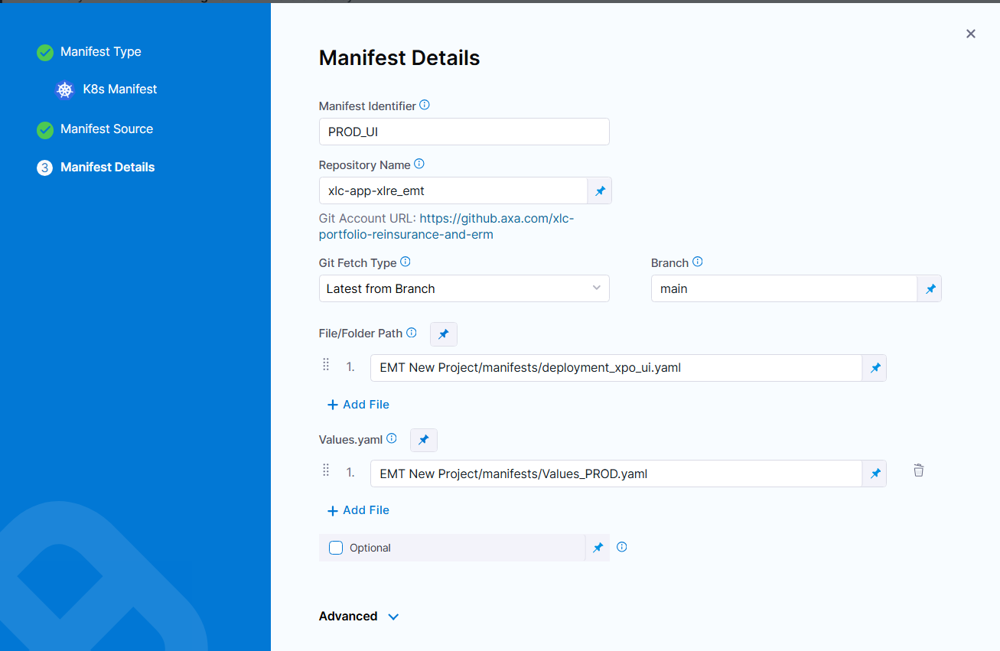 Manifest Type
K8s Manifest
Manifest Source
3 Manifest Details
Manifest Details
Manifest Identifier
PROD_UI
Repository Name
xlc-app-xlre_emt
Git Account URL: https://github.axa.com/xlc-
portfolio-reinsurance-and-erm
Git Fetch Type
Branch
Latest from Branch
main
File/Folder Path
1. EMT New Project/manifests/deployment_xpo_ui.yaml
+ Add File
Values.yaml
1. EMT New Project/manifests/Values_PROD.yaml
+ Add File
Optional
Advanced